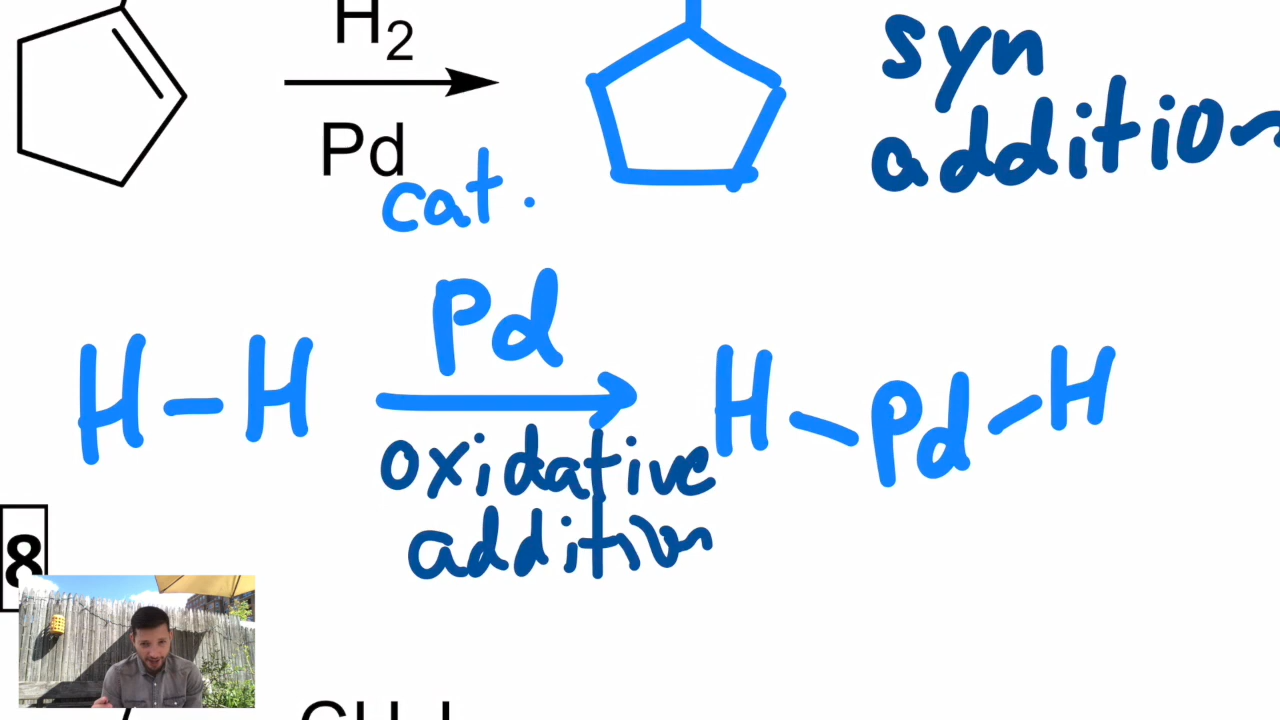 H2
Pd
cat.
syn
addition
Pd
H-H
H-Pd-H
oxidative
addition
8